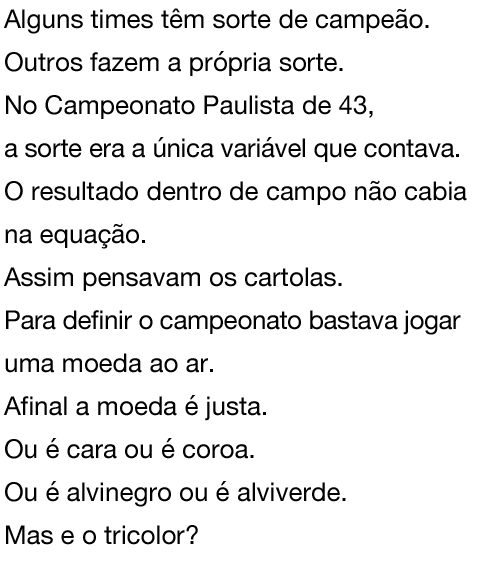 Alguns times têm sorte de campeão.
Outros fazem a própria sorte.
No Campeonato Paulista de 43,
a sorte era a única variável que contava.
O resultado dentro de campo não cabia
na equação.
Assim pensavam os cartolas.
Para definir o campeonato bastava jogar
uma moeda ao ar.
Afinal a moeda é justa.
Ou é cara ou é coroa.
Ou é alvinegro ou é alviverde.
Mas e o tricolor?